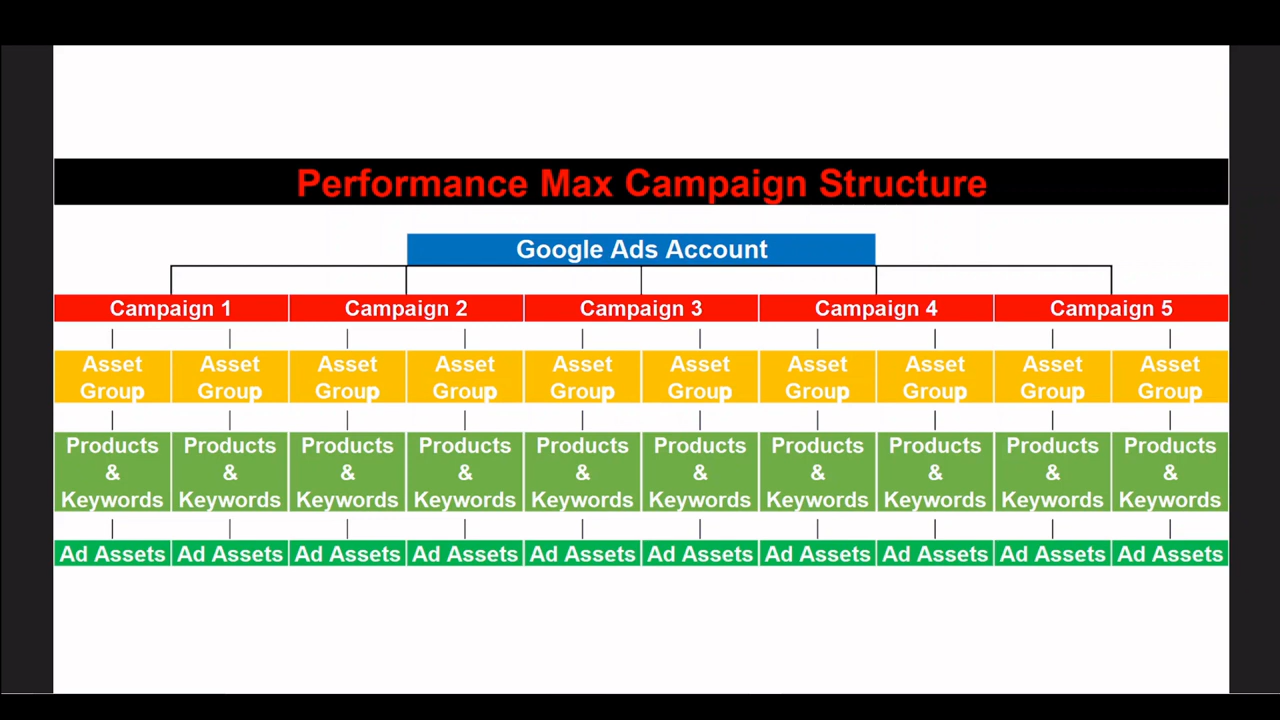 Performance Max Campaign Structure
Google Ads Account
Campaign 1 Campaign 2 Campaign 3 Campaign 4 Campaign 5
Asset Asset Asset Asset Asset Asset Asset Asset Asset Asset
Group Group Group Group Group Group Group Group Group Group
Products Products Products Products Products Products Products Products Products Products
& & & & & & & & & &
Keywords Keywords Keywords Keywords Keywords Keywords Keywords Keywords Keywords Keywords
Ad Assets Ad Assets Ad Assets Ad Assets Ad Assets Ad Assets Ad Assets Ad Assets Ad Assets Ad Assets